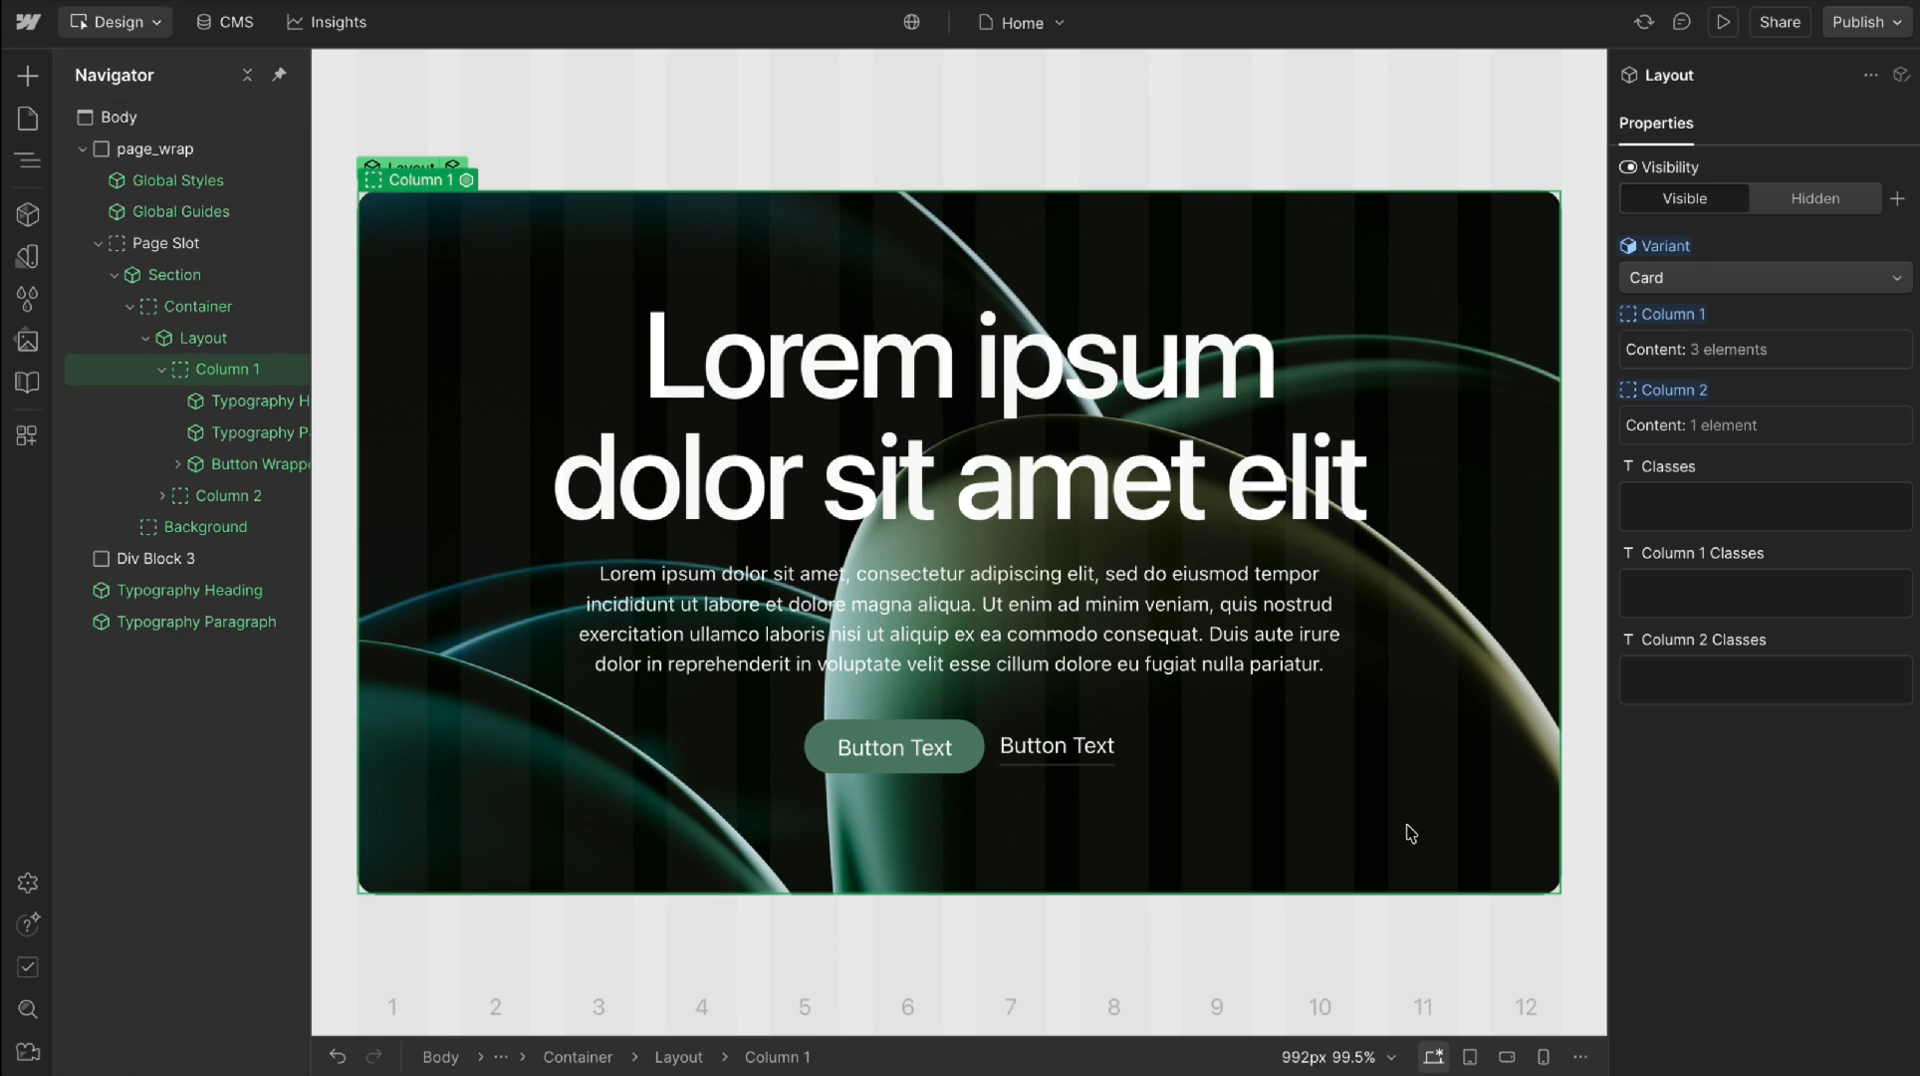 Design
CMS
Insights
Home
Share
Publish
Navigator
Body
page_wrap
Global Styles
Global Guides
Page Slot
Section
Container
Layout
Column 1
Typography H
Typography P
Button Wrapp
Column 2
Background
Div Block 3
Typography Heading
Typography Paragraph
Layout
Column 1
Lorem ipsum
dolor sit amet elit
Lorem ipsum dolor sit amet, consectetur adipiscing elit, sed do eiusmod tempor
incididunt ut labore et dolore magna aliqua. Ut enim ad minim veniam, quis nostrud
exercitation ullamco laboris nisi ut aliquip ex ea commodo consequat. Duis aute irure
dolor in reprehenderit in voluptate velit esse cillum dolore eu fugiat nulla pariatur.
Button Text Button Text
1 2 3 4 5 6 7 8 9 10 11 12
Body > ... > Container > Layout > Column 1
992px 99.5%
Layout
Properties
Visibility
Visible Hidden
Variant
Card
Column 1
Content: 3 elements
Column 2
Content: 1 element
Classes
Column 1 Classes
Column 2 Classes